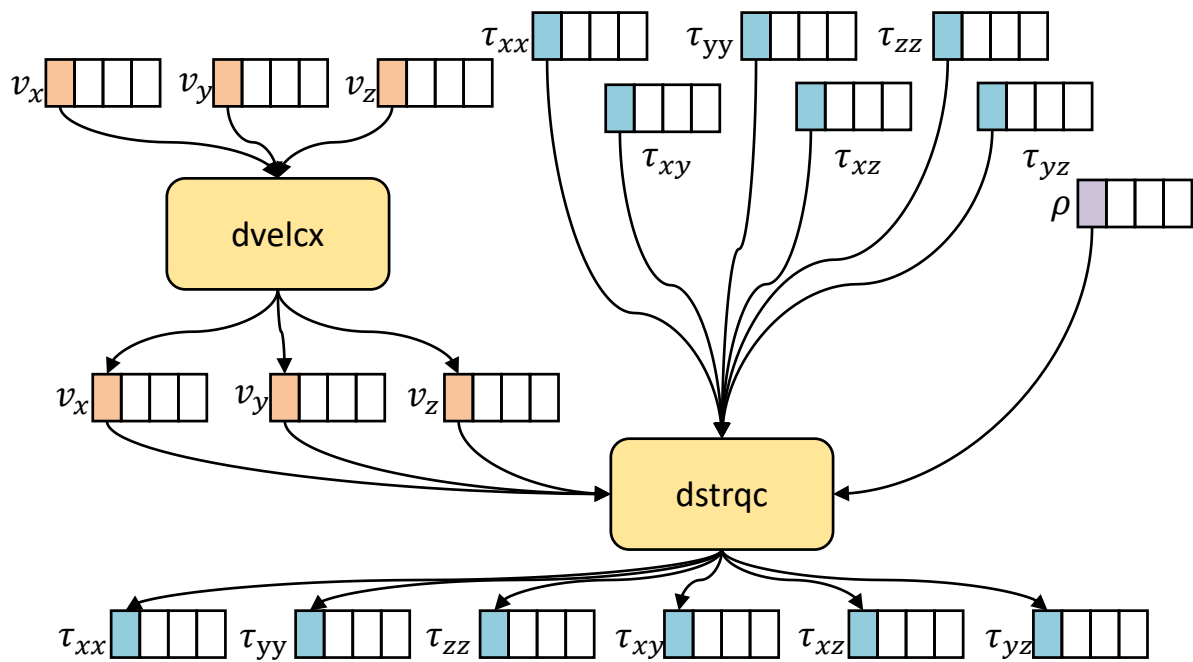 τxx τyy τzz
vx vy vz
τxy τxz τyz
ρ
dvelcx
vx vy vz
dstrqc
τxx τyy τzz τxy τxz τyz